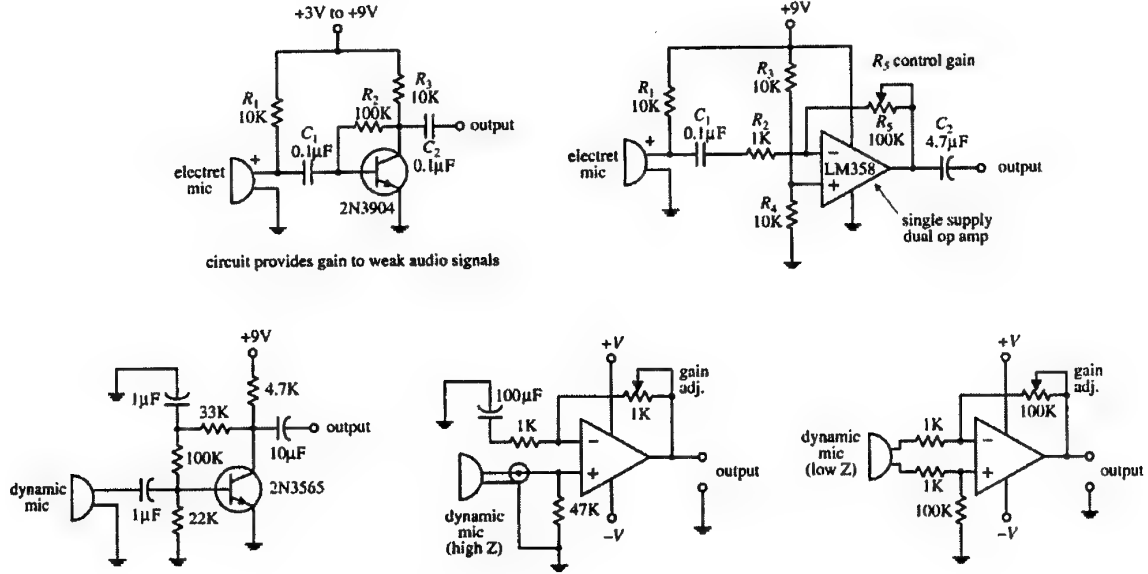 +3V to +9V
R1
10K
R2
100K
R3
10K
C1
0.1µF
C2
0.1µF
output
+
electret
mic
2N3904
circuit provides gain to weak audio signals
+9V
R5 control gain
R1
10K
R3
10K
C1
0.1µF
R2
1K
R5
100K
C2
4.7µF
−
LM358
+
+
electret
mic
output
R4
10K
single supply
dual op amp
+9V
1µF
4.7K
33K
output
10µF
100K
dynamic
mic
1µF
2N3565
22K
+V
100µF
gain
adj.
1K
1K
−
+
output
47K
dynamic
mic
(high Z)
−V
+V
gain
adj.
100K
1K
−
dynamic
mic
(low Z)
+
1K
output
100K
−V